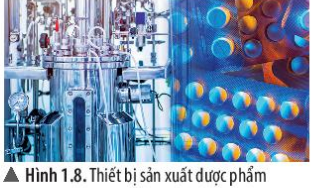 ▲ Hình 1.8. Thiết bị sản xuất dược phẩm